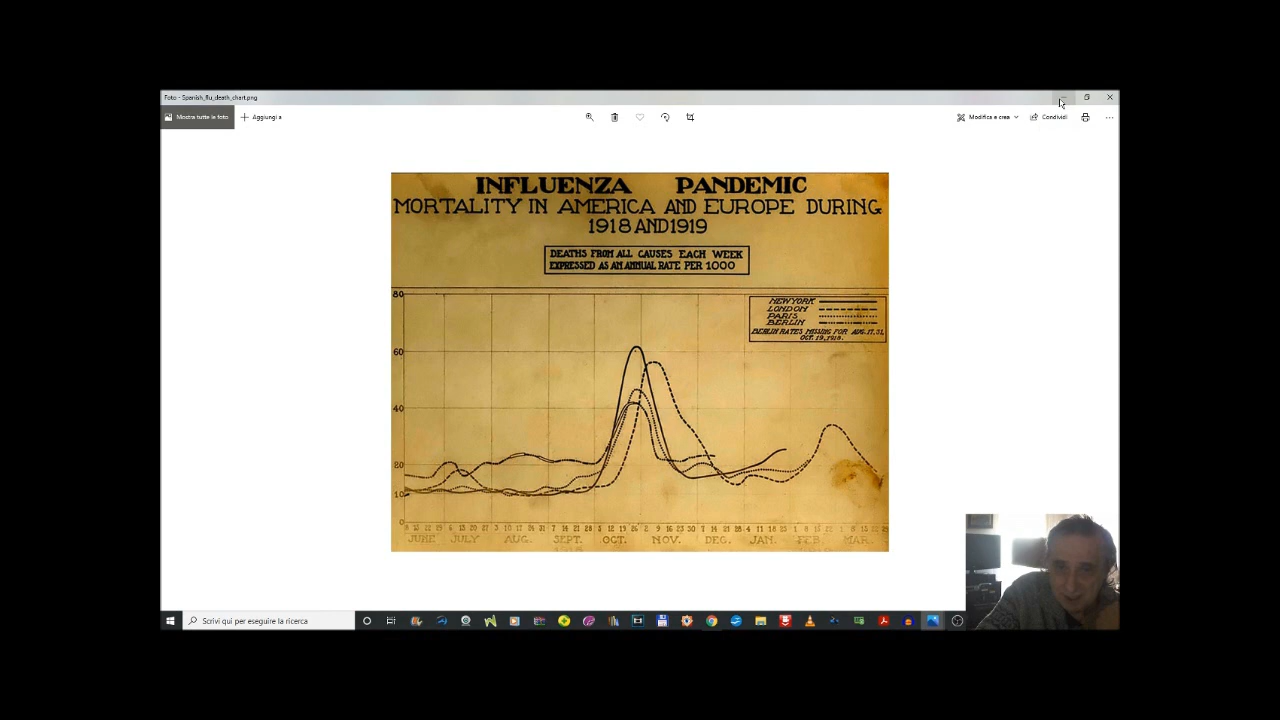 Foto - Spanish_flu_death_chart.png
Mostra tutte le foto
Aggiungi a
Modifica e crea
Condividi
INFLUENZA PANDEMIC
MORTALITY IN AMERICA AND EUROPE DURING
1918 AND 1919
DEATHS FROM ALL CAUSES EACH WEEK
EXPRESSED AS AN ANNUAL RATE PER 1000
NEW YORK
LONDON
PARIS
BERLIN
BERLIN RATES MISSING FOR AUG. 17, 31,
OCT. 19, 1918.
80
60
40
20
10
0
JUNE JULY AUG. SEPT. OCT. NOV. DEC. JAN. FEB. MAR.
Scrivi qui per eseguire la ricerca